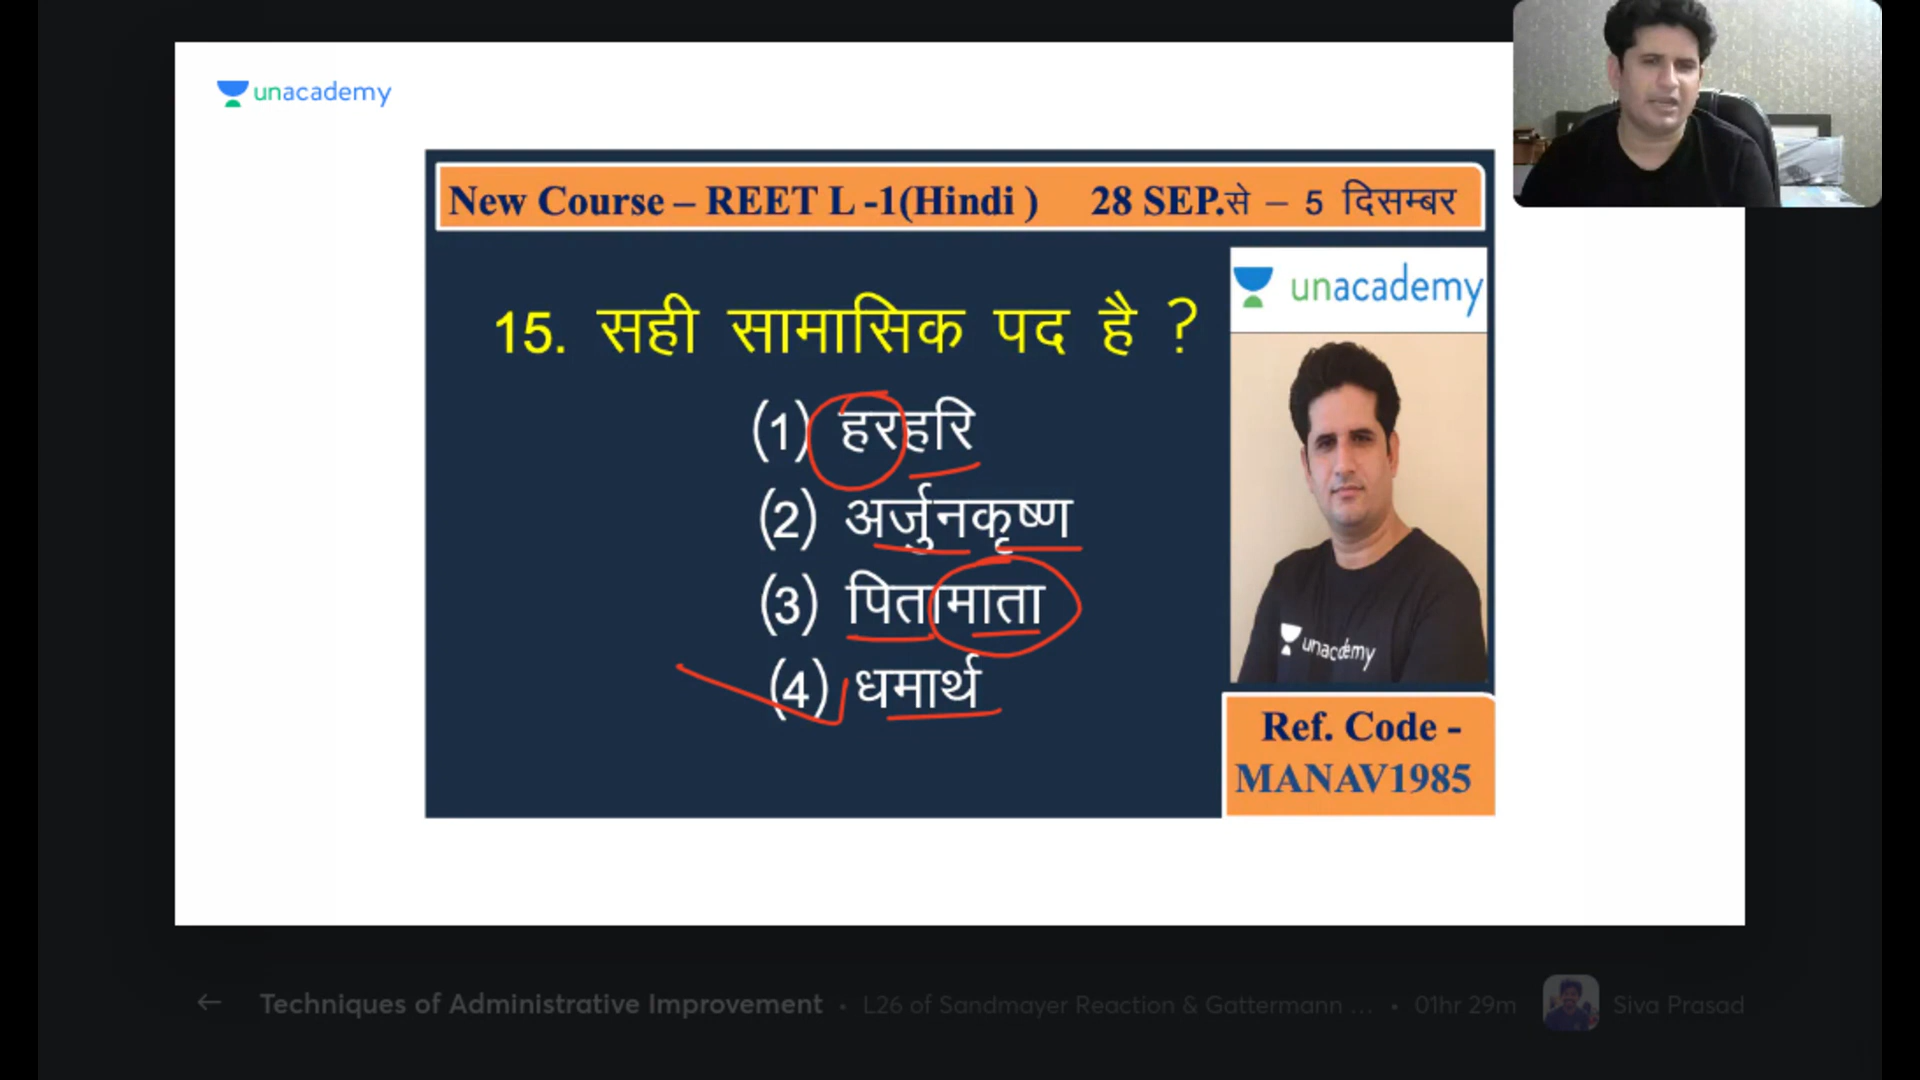 unacademy
New Course – REET L -1(Hindi ) 28 SEP.से – 5 दिसम्बर
unacademy
15. सही सामासिक पद है ?
(1) हरहरि
(2) अर्जुनकृष्ण
(3) पितामाता
(4) धमार्थ
unacademy
Ref. Code -
MANAV1985
Techniques of Administrative Improvement • L26 of Sandmayer Reaction & Gattermann ... • 01hr 29m Siva Prasad